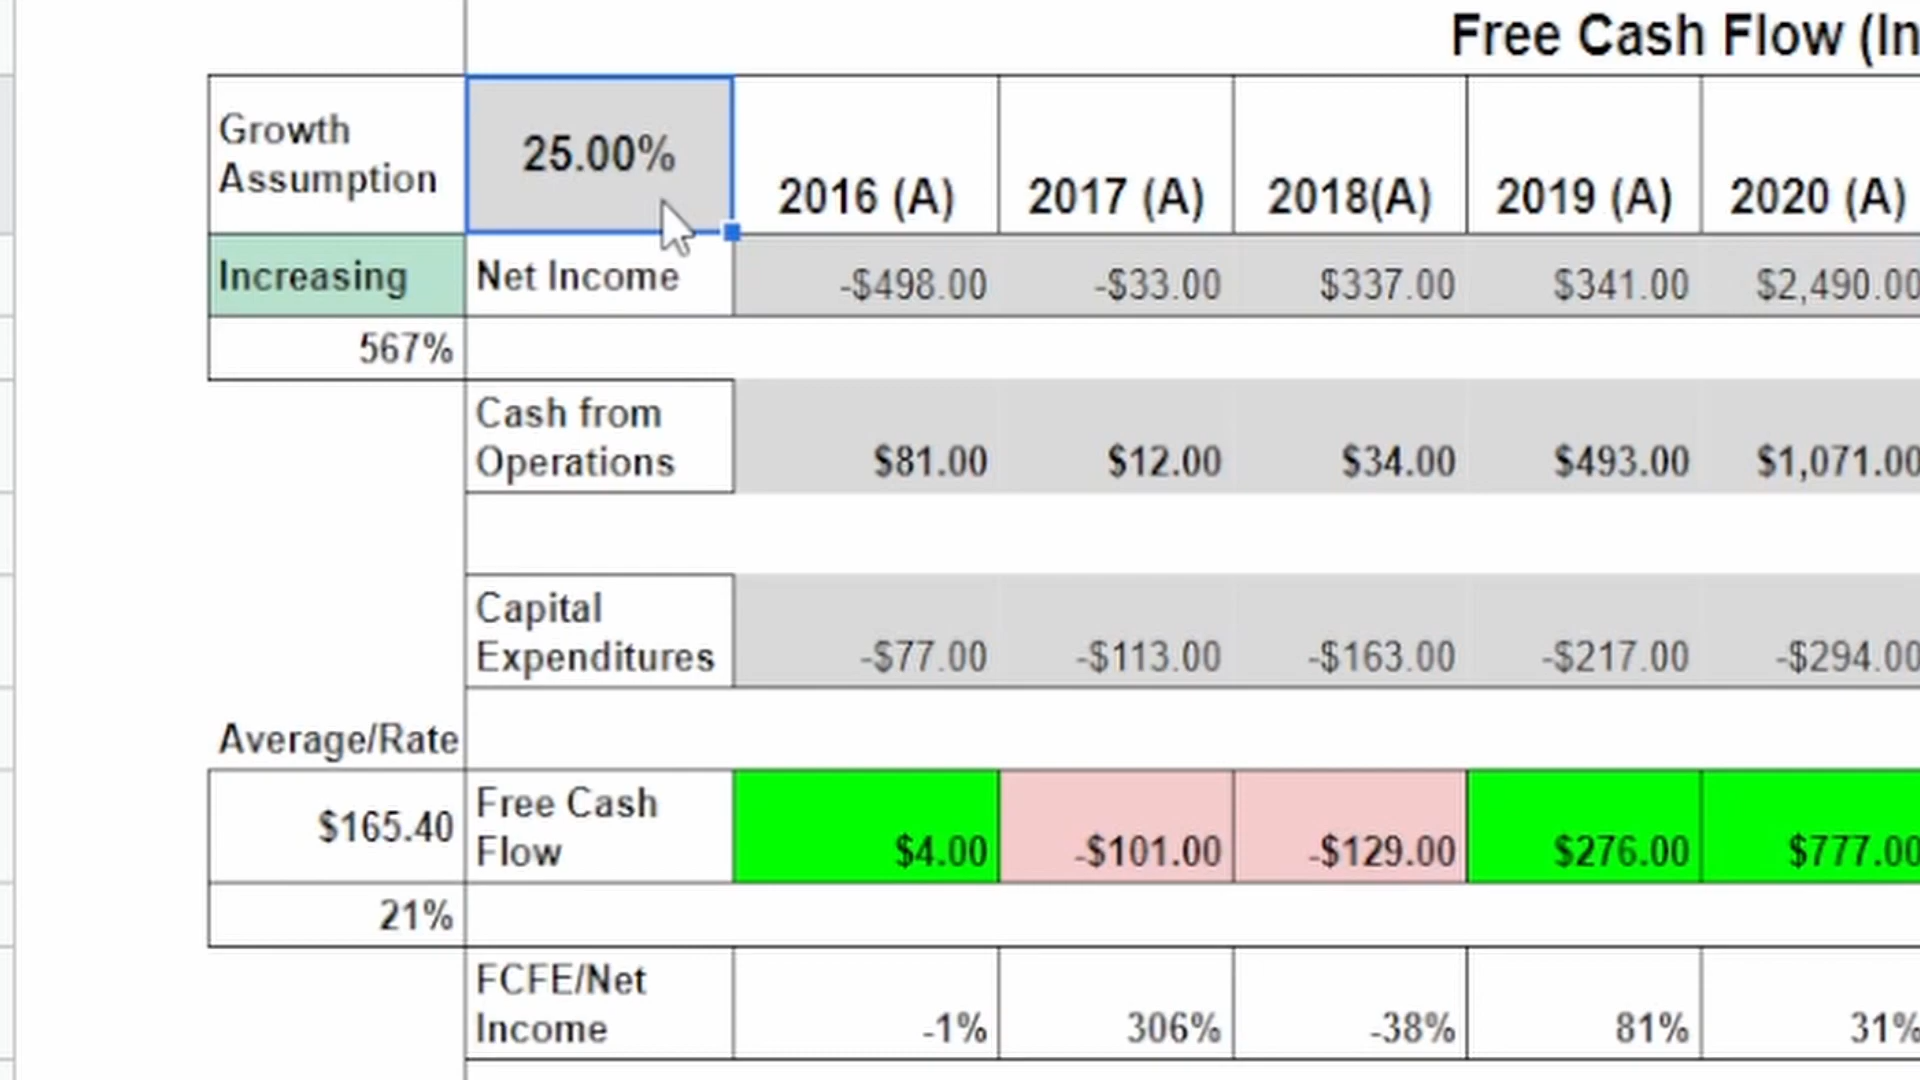 Free Cash Flow (In
Growth
Assumption
25.00%
2016 (A) 2017 (A) 2018(A) 2019 (A) 2020 (A)
Increasing Net Income -$498.00 -$33.00 $337.00 $341.00 $2,490.00
567%
Cash from
Operations $81.00 $12.00 $34.00 $493.00 $1,071.00
Capital
Expenditures -$77.00 -$113.00 -$163.00 -$217.00 -$294.00
Average/Rate
$165.40
Free Cash
Flow $4.00 -$101.00 -$129.00 $276.00 $777.00
21%
FCFE/Net
Income -1% 306% -38% 81% 31%